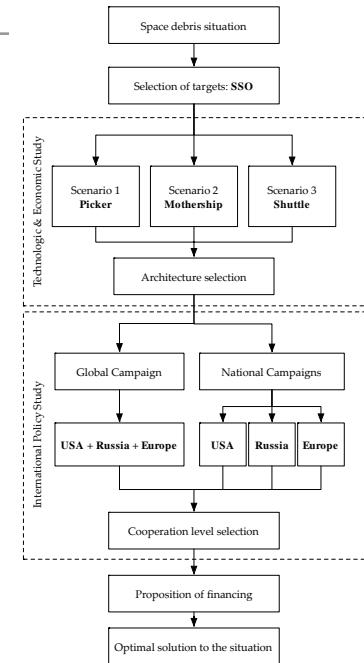 Space debris situation
Selection of targets: SSO
Technologic & Economic Study
Scenario 1
Picker
Scenario 2
Mothership
Scenario 3
Shuttle
Architecture selection
International Policy Study
Global Campaign
National Campaigns
USA + Russia + Europe
USA
Russia
Europe
Cooperation level selection
Proposition of financing
Optimal solution to the situation